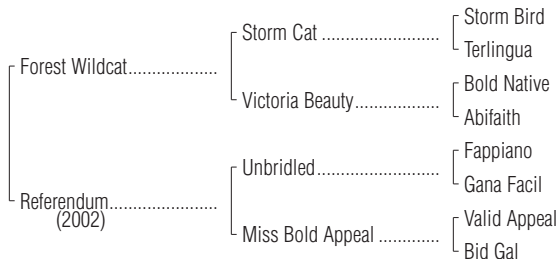 Storm Bird
Storm Cat ........................
Terlingua
Forest Wildcat..................
Bold Native
Victoria Beauty.................
Abifaith
Fappiano
Unbridled.........................
Gana Facil
Referendum......................
(2002)
Valid Appeal
Miss Bold Appeal ............
Bid Gal